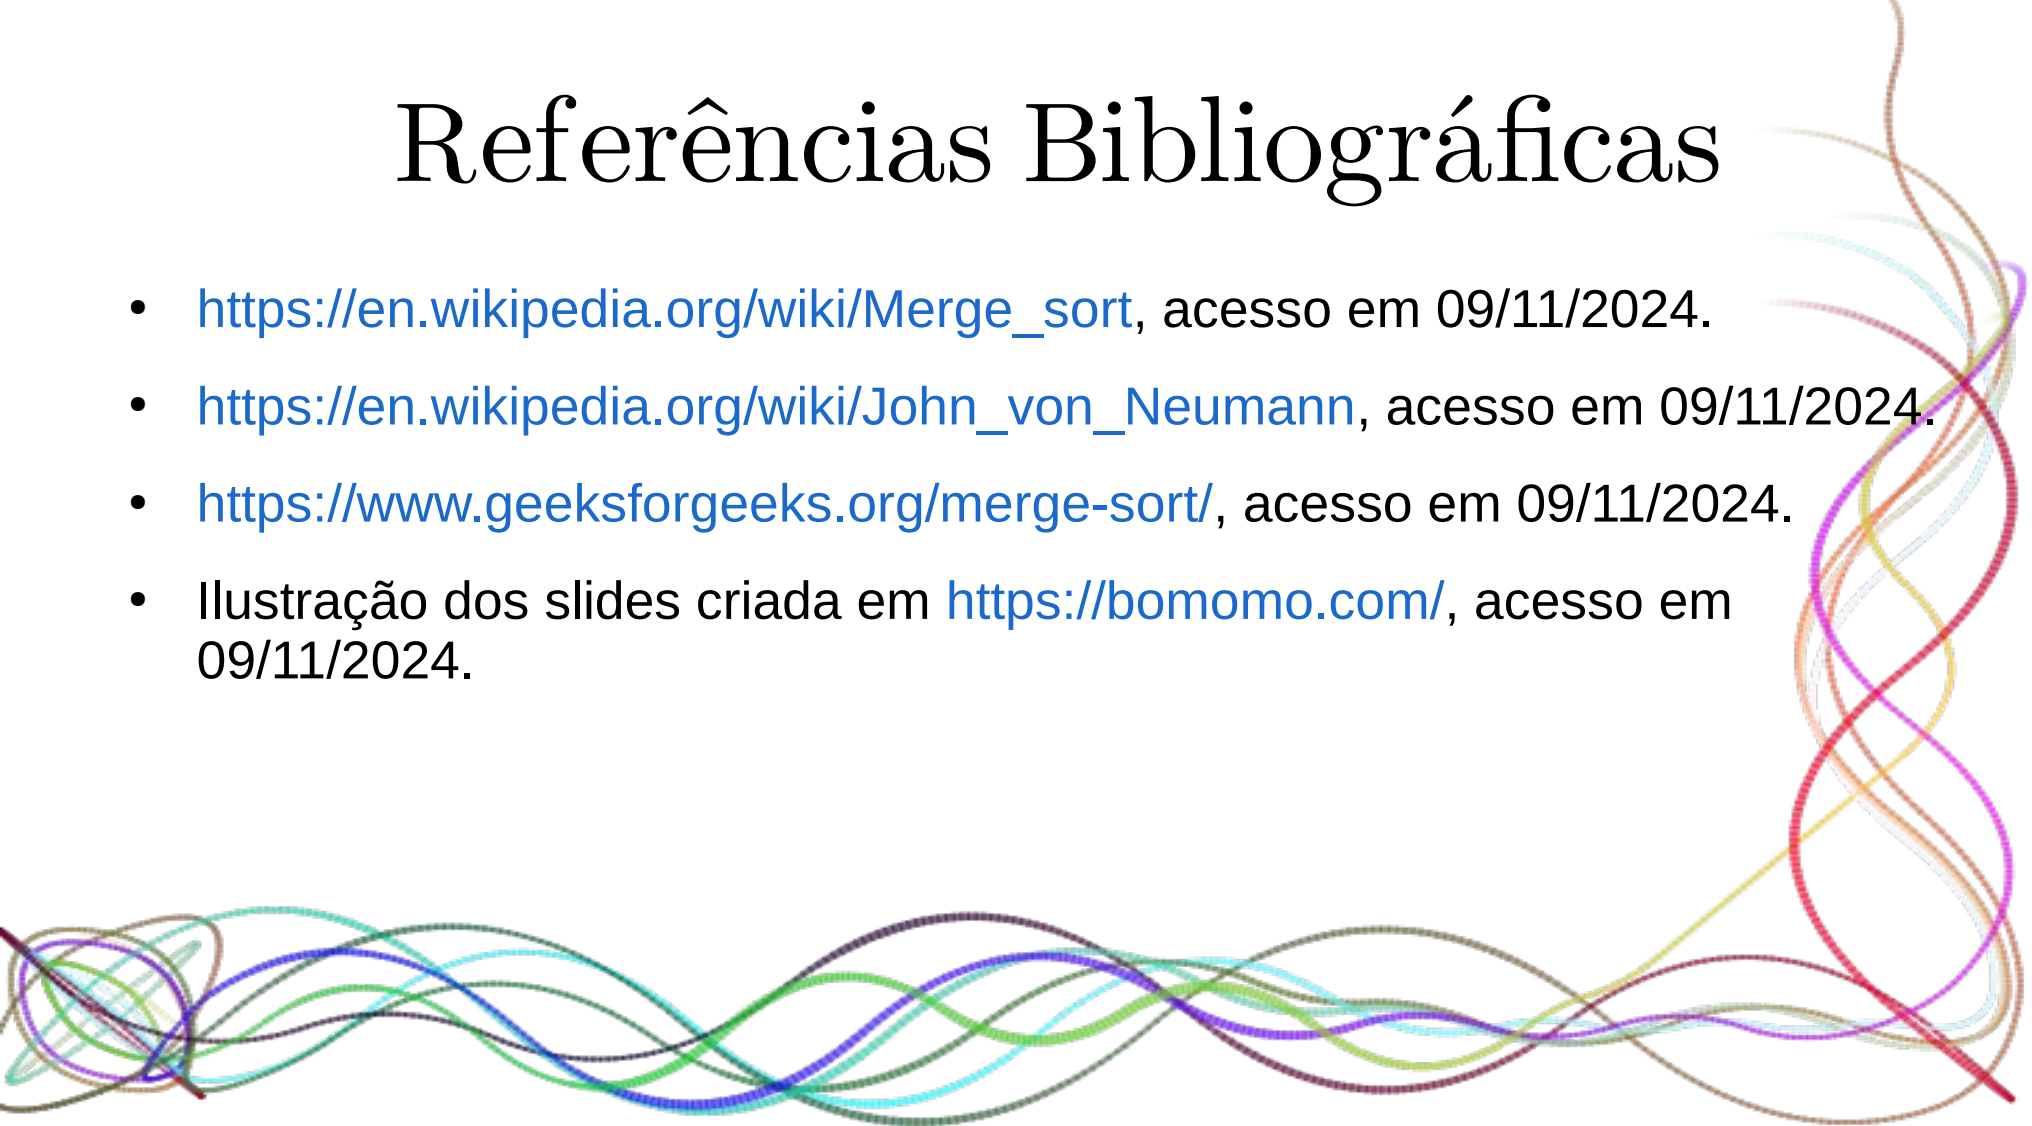 Referências Bibliográficas
• https://en.wikipedia.org/wiki/Merge_sort, acesso em 09/11/2024.
• https://en.wikipedia.org/wiki/John_von_Neumann, acesso em 09/11/2024.
• https://www.geeksforgeeks.org/merge-sort/, acesso em 09/11/2024.
• Ilustração dos slides criada em https://bomomo.com/, acesso em
09/11/2024.